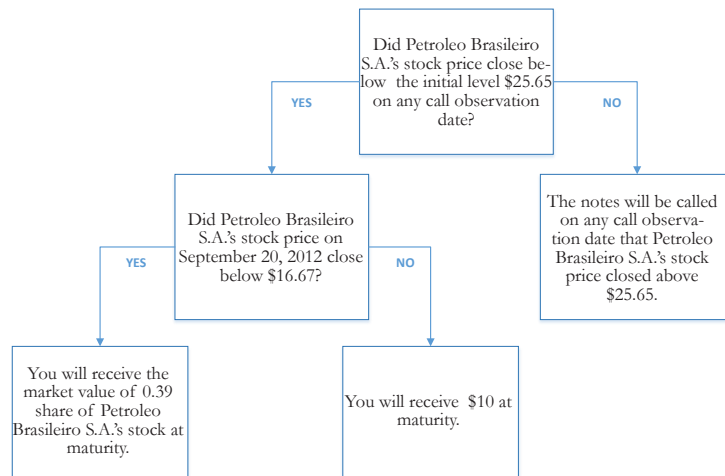 Did Petroleo Brasileiro
S.A.'s stock price close be-
low the initial level $25.65
on any call observation
date?
YES
NO
Did Petroleo Brasileiro
S.A.'s stock price on
September 20, 2012 close
below $16.67?
The notes will be called
on any call observa-
tion date that Petroleo
Brasileiro S.A.'s stock
price closed above
$25.65.
YES
NO
You will receive the
market value of 0.39
share of Petroleo
Brasileiro S.A.'s stock at
maturity.
You will receive $10 at
maturity.